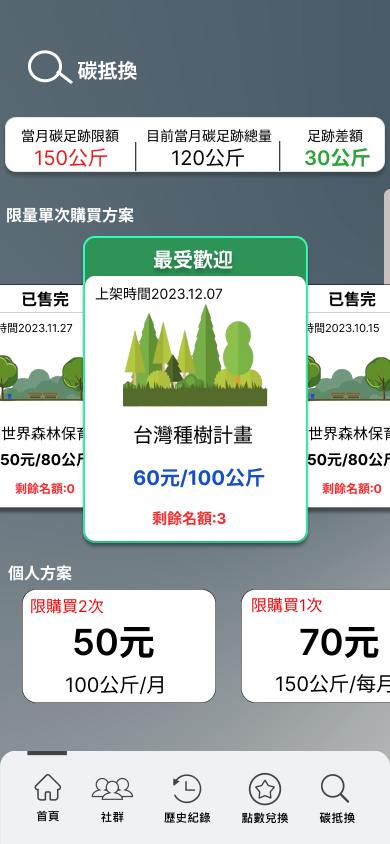 碳抵換
當月碳足跡限額
目前當月碳足跡總量
足跡差額
150公斤
120公斤
30公斤
限量單次購買方案
最受歡迎
已售完
時間2023.11.27
世界森林保育
50元/80公斤
剩餘名額:0
上架時間2023.12.07
台灣種樹計畫
60元/100公斤
剩餘名額:3
已售完
時間2023.10.15
世界森林保育
50元/80公斤
剩餘名額:0
個人方案
限購買2次
50元
100公斤/月
限購買1次
70元
150公斤/每月
首頁
社群
歷史紀錄
點數兌換
碳抵換